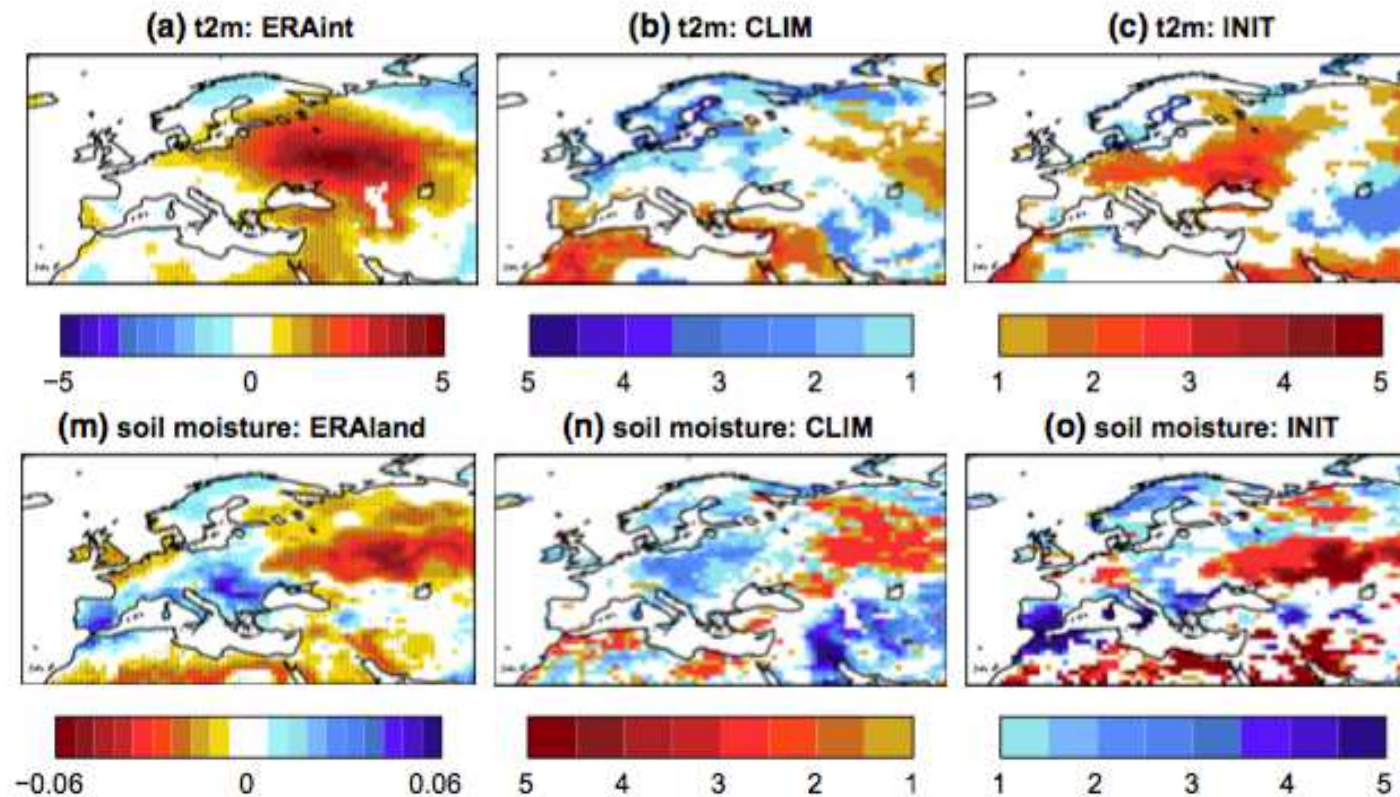 (a) t2m: ERAint (b) t2m: CLIM (c) t2m: INIT
−5 0 5 5 4 3 2 1 1 2 3 4 5
(m) soil moisture: ERAland (n) soil moisture: CLIM (o) soil moisture: INIT
−0.06 0 0.06 5 4 3 2 1 1 2 3 4 5